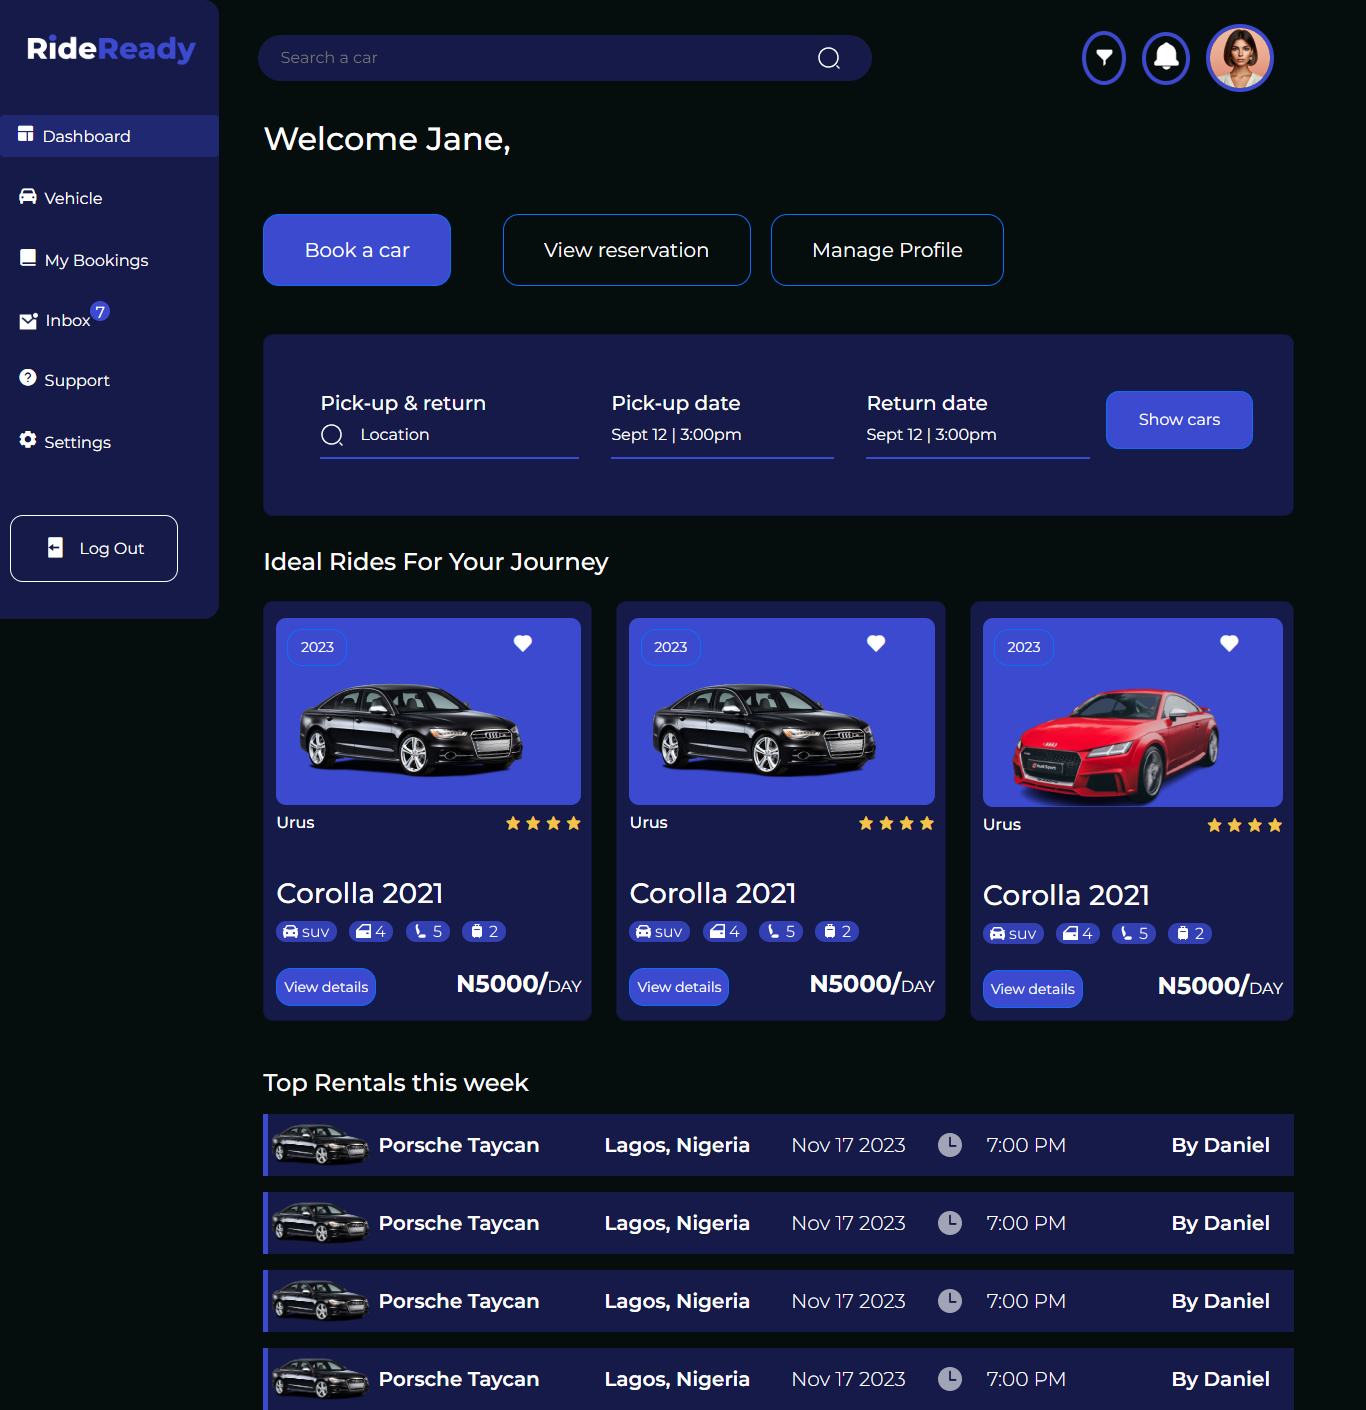 RideReady
Search a car
Dashboard
Vehicle
My Bookings
Inbox 7
Support
Settings
Log Out
Welcome Jane,
Book a car
View reservation
Manage Profile
Pick-up & return
Location
Pick-up date
Sept 12 | 3:00pm
Return date
Sept 12 | 3:00pm
Show cars
Ideal Rides For Your Journey
2023
Urus
Corolla 2021
suv 4 5 2
View details
N5000/DAY
2023
Urus
Corolla 2021
suv 4 5 2
View details
N5000/DAY
2023
Urus
Corolla 2021
suv 4 5 2
View details
N5000/DAY
Top Rentals this week
Porsche Taycan Lagos, Nigeria Nov 17 2023 7:00 PM By Daniel
Porsche Taycan Lagos, Nigeria Nov 17 2023 7:00 PM By Daniel
Porsche Taycan Lagos, Nigeria Nov 17 2023 7:00 PM By Daniel
Porsche Taycan Lagos, Nigeria Nov 17 2023 7:00 PM By Daniel